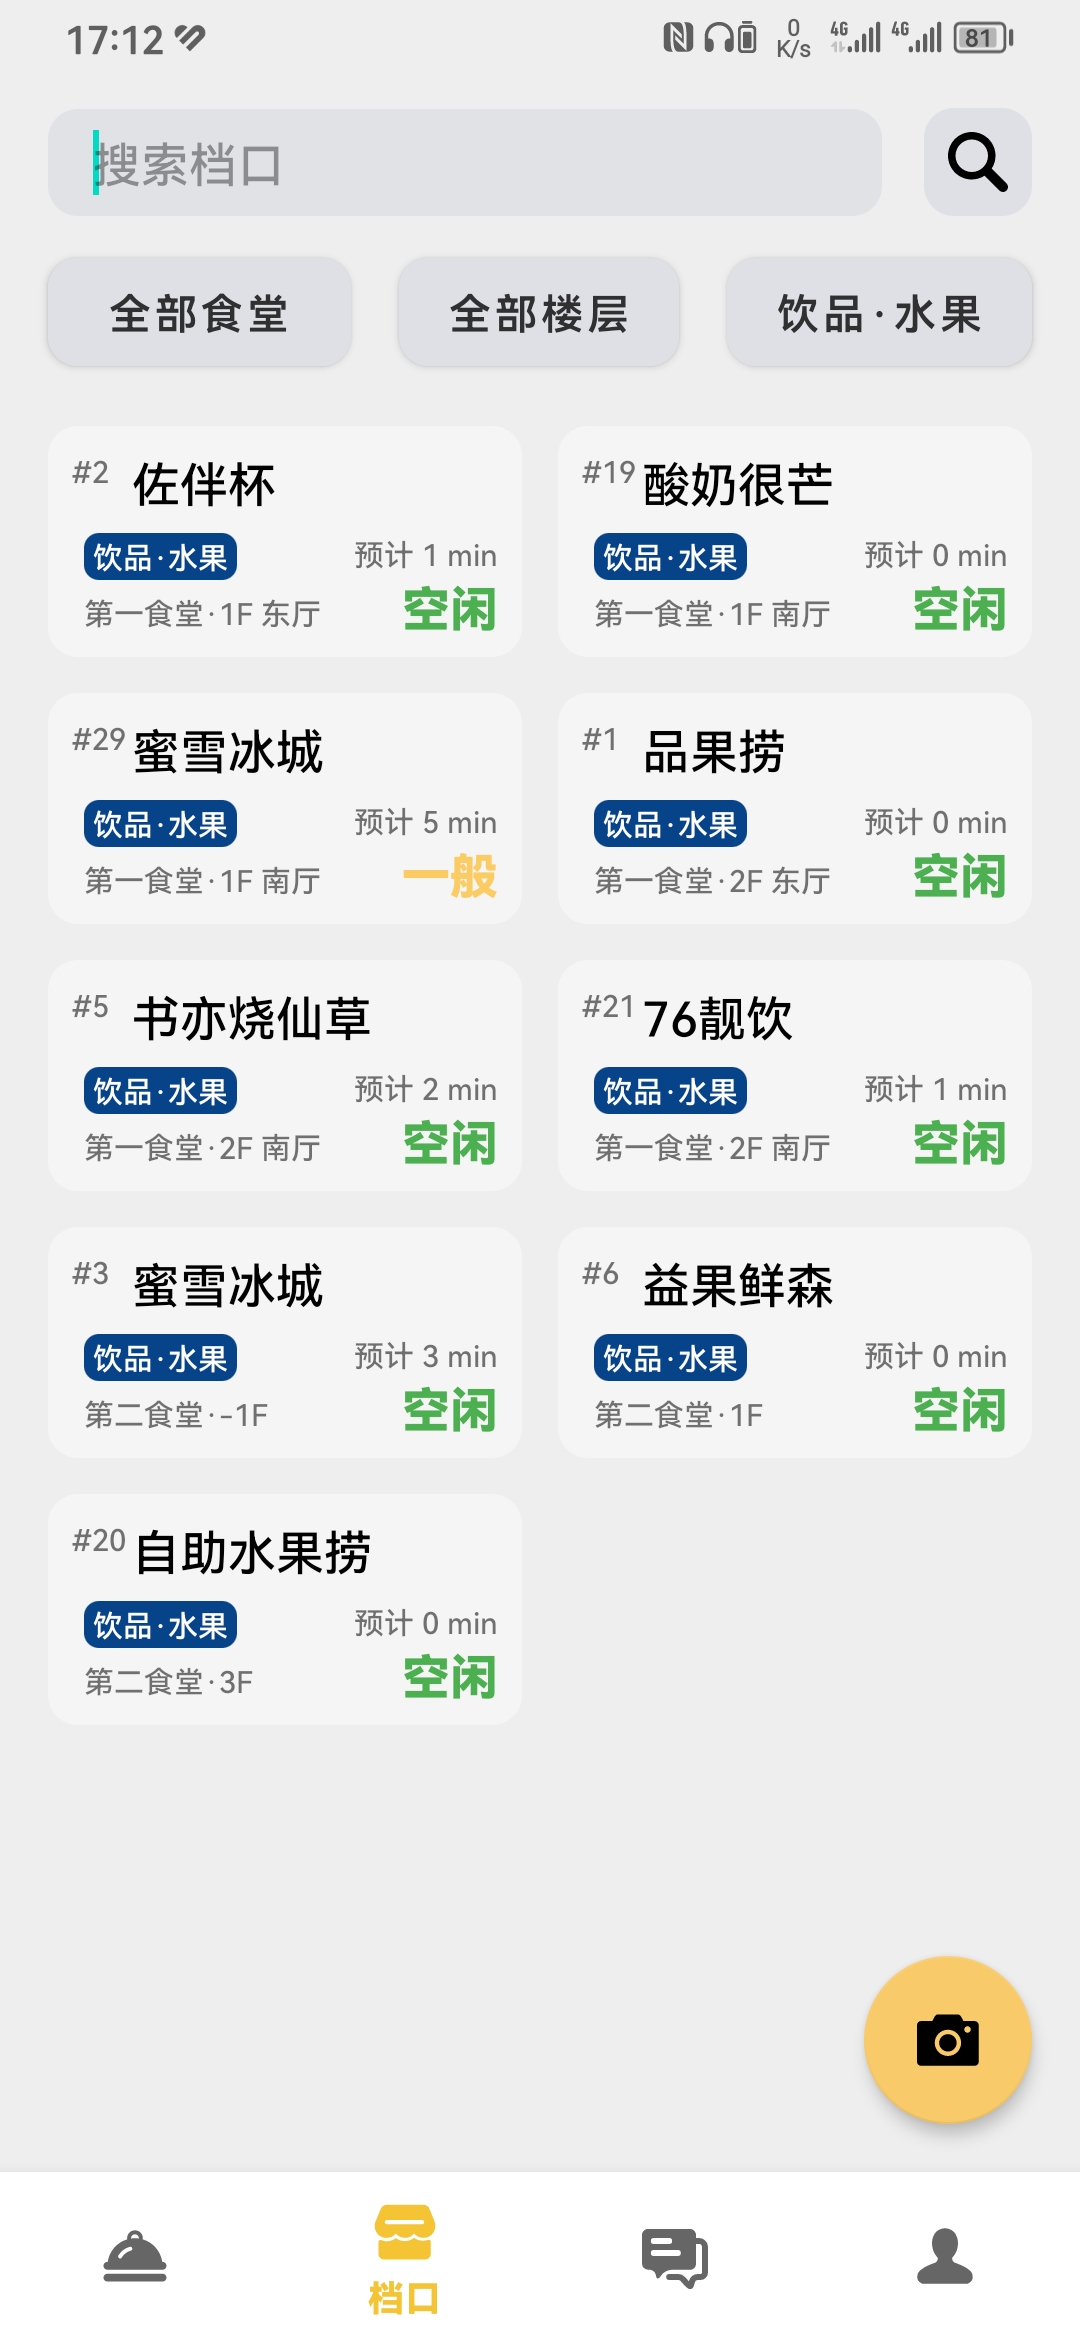 17:12
0 K/s 4G 4G 81
搜索档口
全部食堂 全部楼层 饮品·水果
#2 佐伴杯
饮品·水果 预计 1 min
第一食堂·1F 东厅 空闲
#19 酸奶很芒
饮品·水果 预计 0 min
第一食堂·1F 南厅 空闲
#29 蜜雪冰城
饮品·水果 预计 5 min
第一食堂·1F 南厅 一般
#1 品果捞
饮品·水果 预计 0 min
第一食堂·2F 东厅 空闲
#5 书亦烧仙草
饮品·水果 预计 2 min
第一食堂·2F 南厅 空闲
#21 76靓饮
饮品·水果 预计 1 min
第一食堂·2F 南厅 空闲
#3 蜜雪冰城
饮品·水果 预计 3 min
第二食堂·-1F 空闲
#6 益果鲜森
饮品·水果 预计 0 min
第二食堂·1F 空闲
#20 自助水果捞
饮品·水果 预计 0 min
第二食堂·3F 空闲
档口